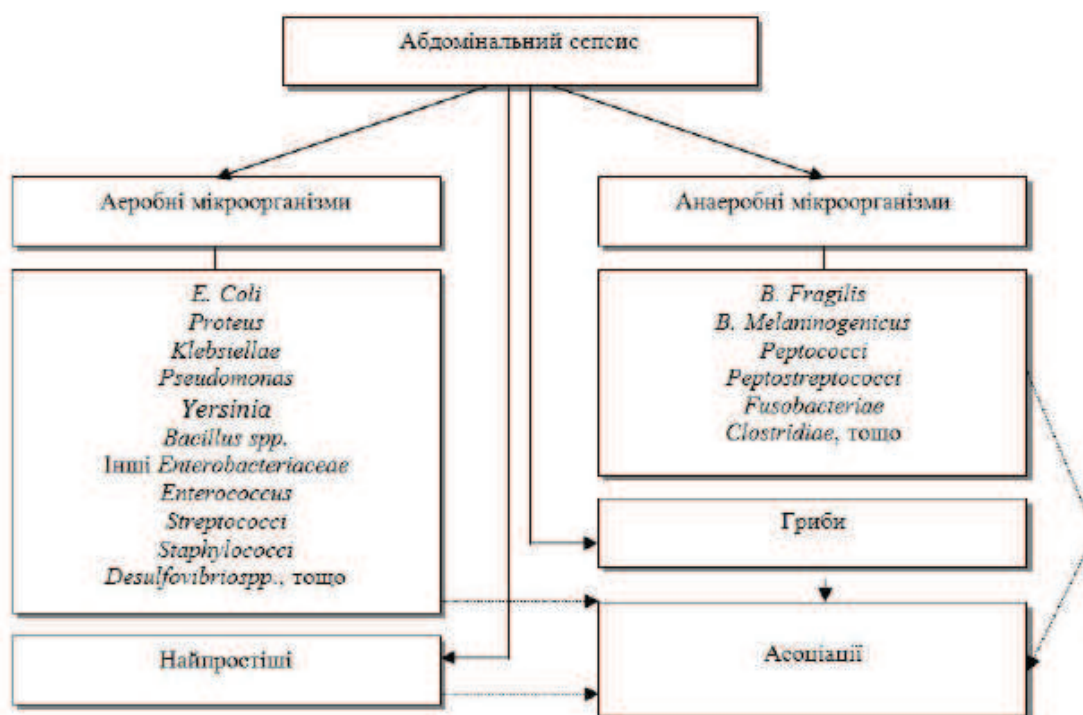 Абдомінальний сепсис
Аеробні мікроорганізми
Анаеробні мікроорганізми
E. Coli
Proteus
Klebsiellae
Pseudomonas
Yersinia
Bacillus spp.
Інші Enterobacteriaceae
Enterococcus
Streptococci
Staphylococci
Desulfovibriospp., тощо
B. Fragilis
B. Melaninogenicus
Peptococci
Peptostreptococci
Fusobacteriae
Clostridiae, тощо
Гриби
Найпростіші
Асоціації